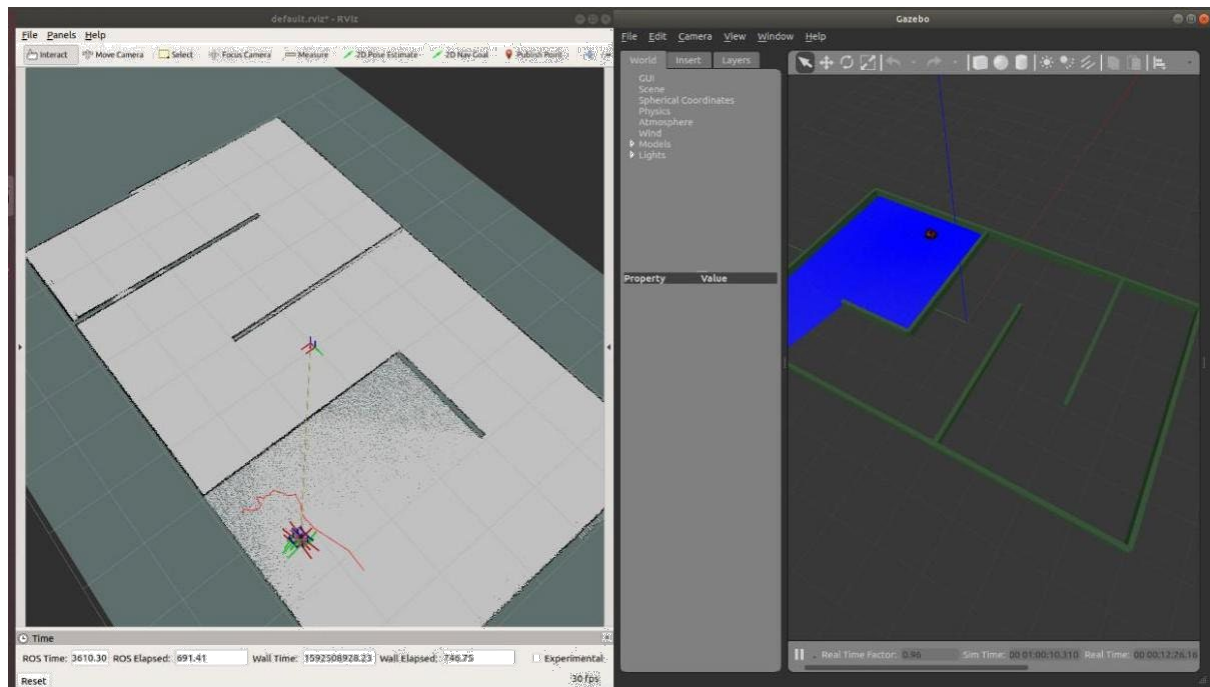 default.rviz* - RViz
File Panels Help
Interact Move Camera Select Focus Camera Measure 2D Pose Estimate 2D Nav Goal Publish Point
Time
ROS Time: 3610.30 ROS Elapsed: 691.41 Wall Time: 1592508928.23 Wall Elapsed: 746.75 Experimental
Reset 30 fps
Gazebo
File Edit Camera View Window Help
World Insert Layers
GUI
Scene
Spherical Coordinates
Physics
Atmosphere
Wind
Models
Lights
Property Value
Real Time Factor: 0.96 Sim Time: 00 01:00:10.310 Real Time: 00 00:12:26.16